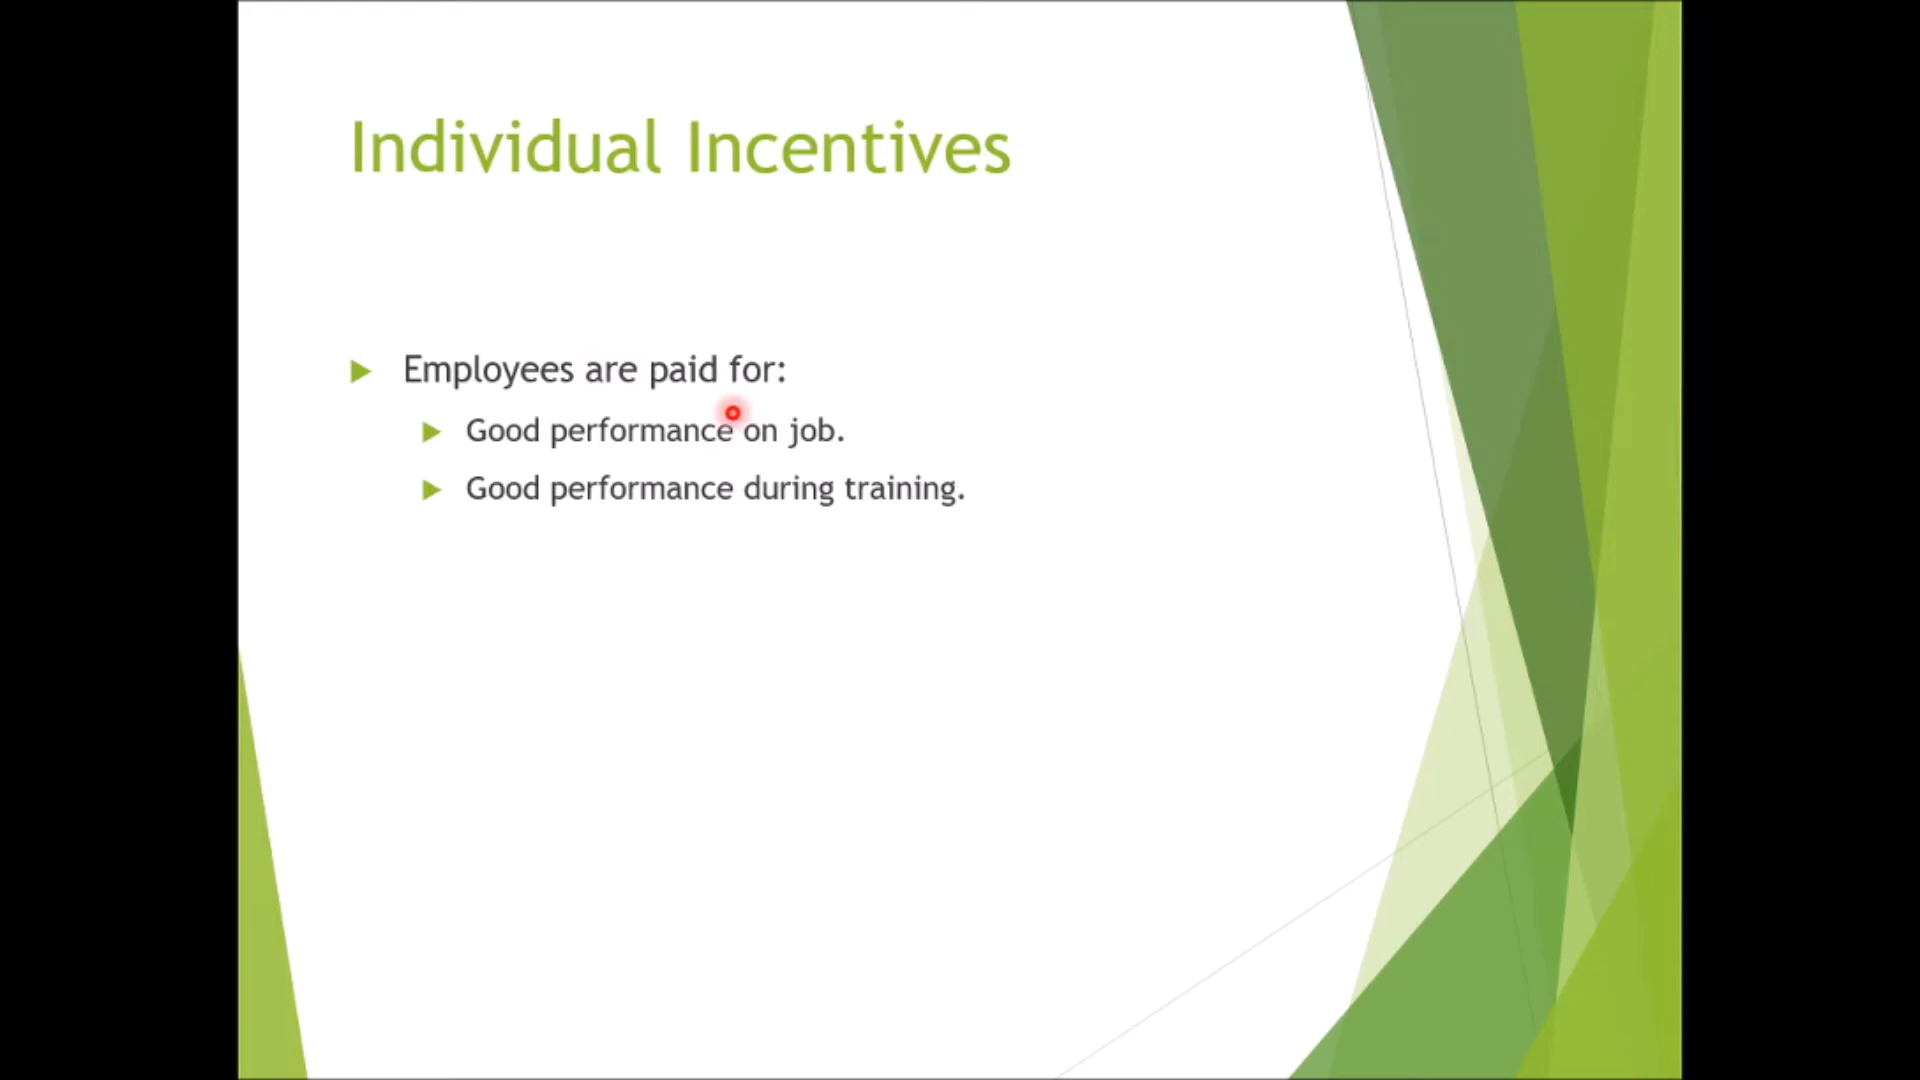 Individual Incentives
Employees are paid for:
Good performance on job.
Good performance during training.